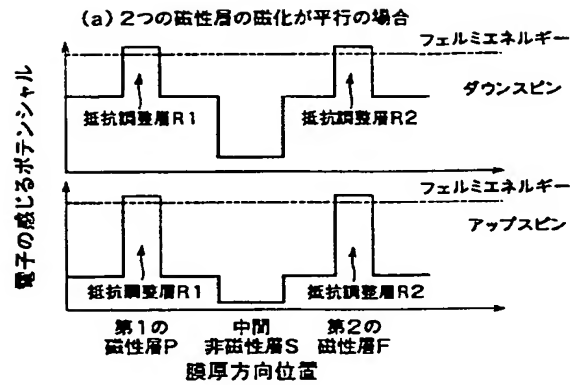 (a) 2つの磁性層の磁化が平行の場合
フェルミエネルギー
ダウンスピン
抵抗調整層R1
抵抗調整層R2
フェルミエネルギー
アップスピン
抵抗調整層R1
抵抗調整層R2
電子の感じるポテンシャル
第1の
磁性層P
中間
非磁性層S
第2の
磁性層F
膜厚方向位置